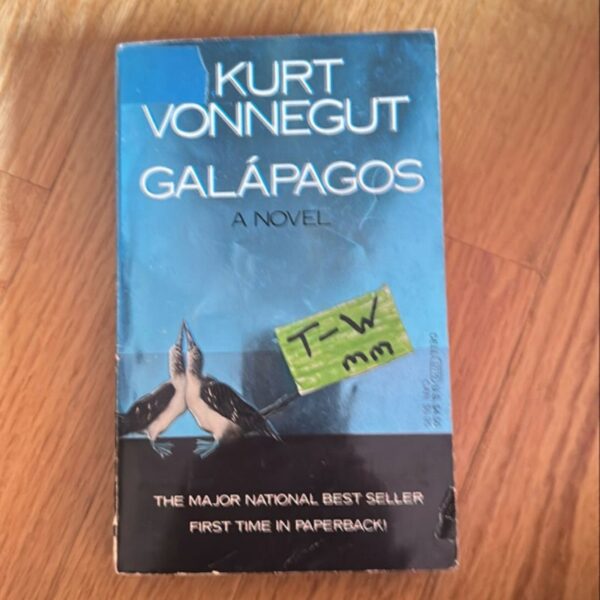 KURT
VONNEGUT
GALÁPAGOS
A NOVEL
T-W
mm
THE MAJOR NATIONAL BEST SELLER
FIRST TIME IN PAPERBACK!